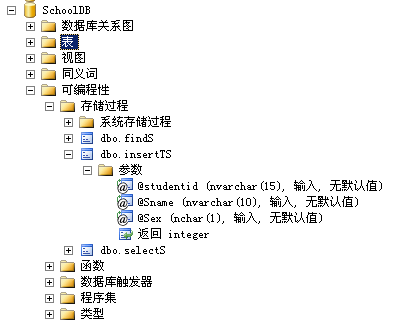 SchoolDB
数据库关系图
表
视图
同义词
可编程性
存储过程
系统存储过程
dbo.findS
dbo.insertTS
参数
@studentid (nvarchar(15), 输入, 无默认值)
@Sname (nvarchar(10), 输入, 无默认值)
@Sex (nchar(1), 输入, 无默认值)
返回 integer
dbo.selectS
函数
数据库触发器
程序集
类型